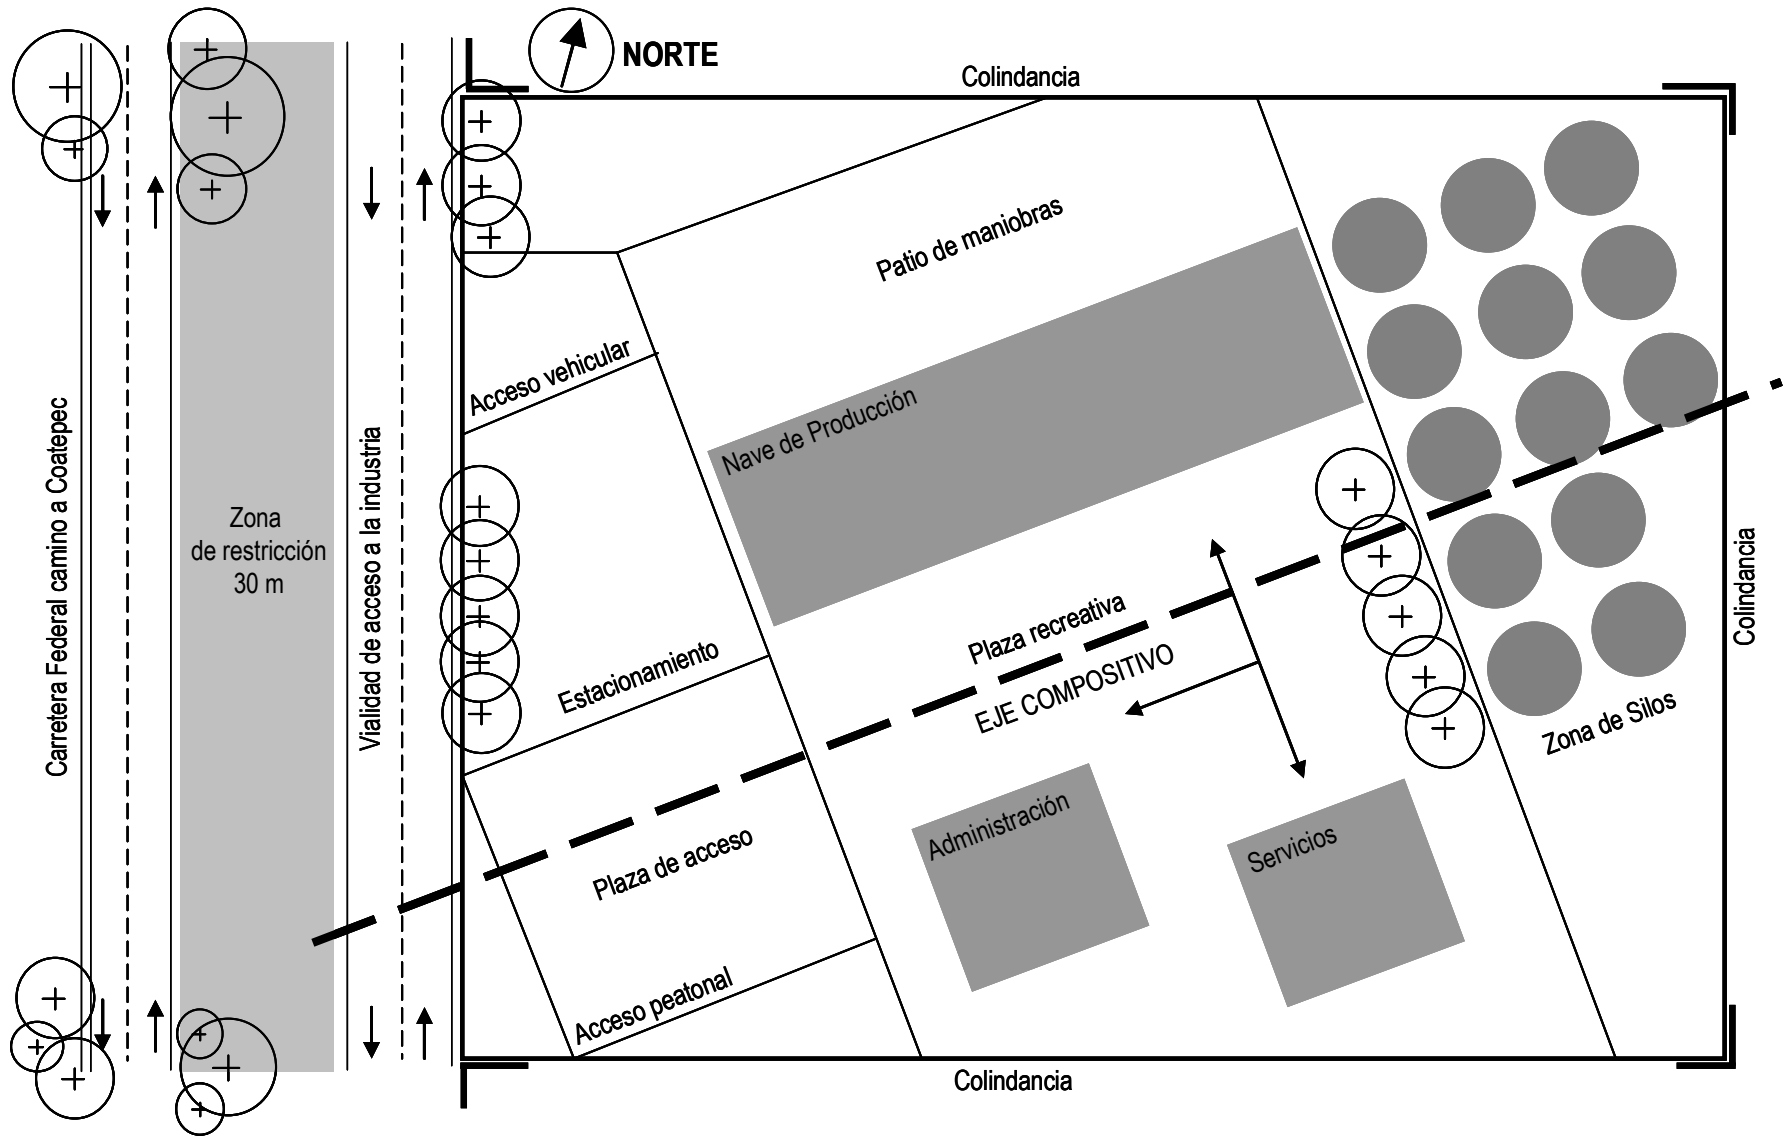 NORTE
Colindancia
Patio de maniobras
Acceso vehicular
Nave de Producción
Carretera Federal camino a Coatepec
Zona
de restricción
30 m
Vialidad de acceso a la industria
Colindancia
Plaza recreativa
EJE COMPOSITIVO
Estacionamiento
Zona de Silos
Administración
Servicios
Plaza de acceso
Acceso peatonal
Colindancia